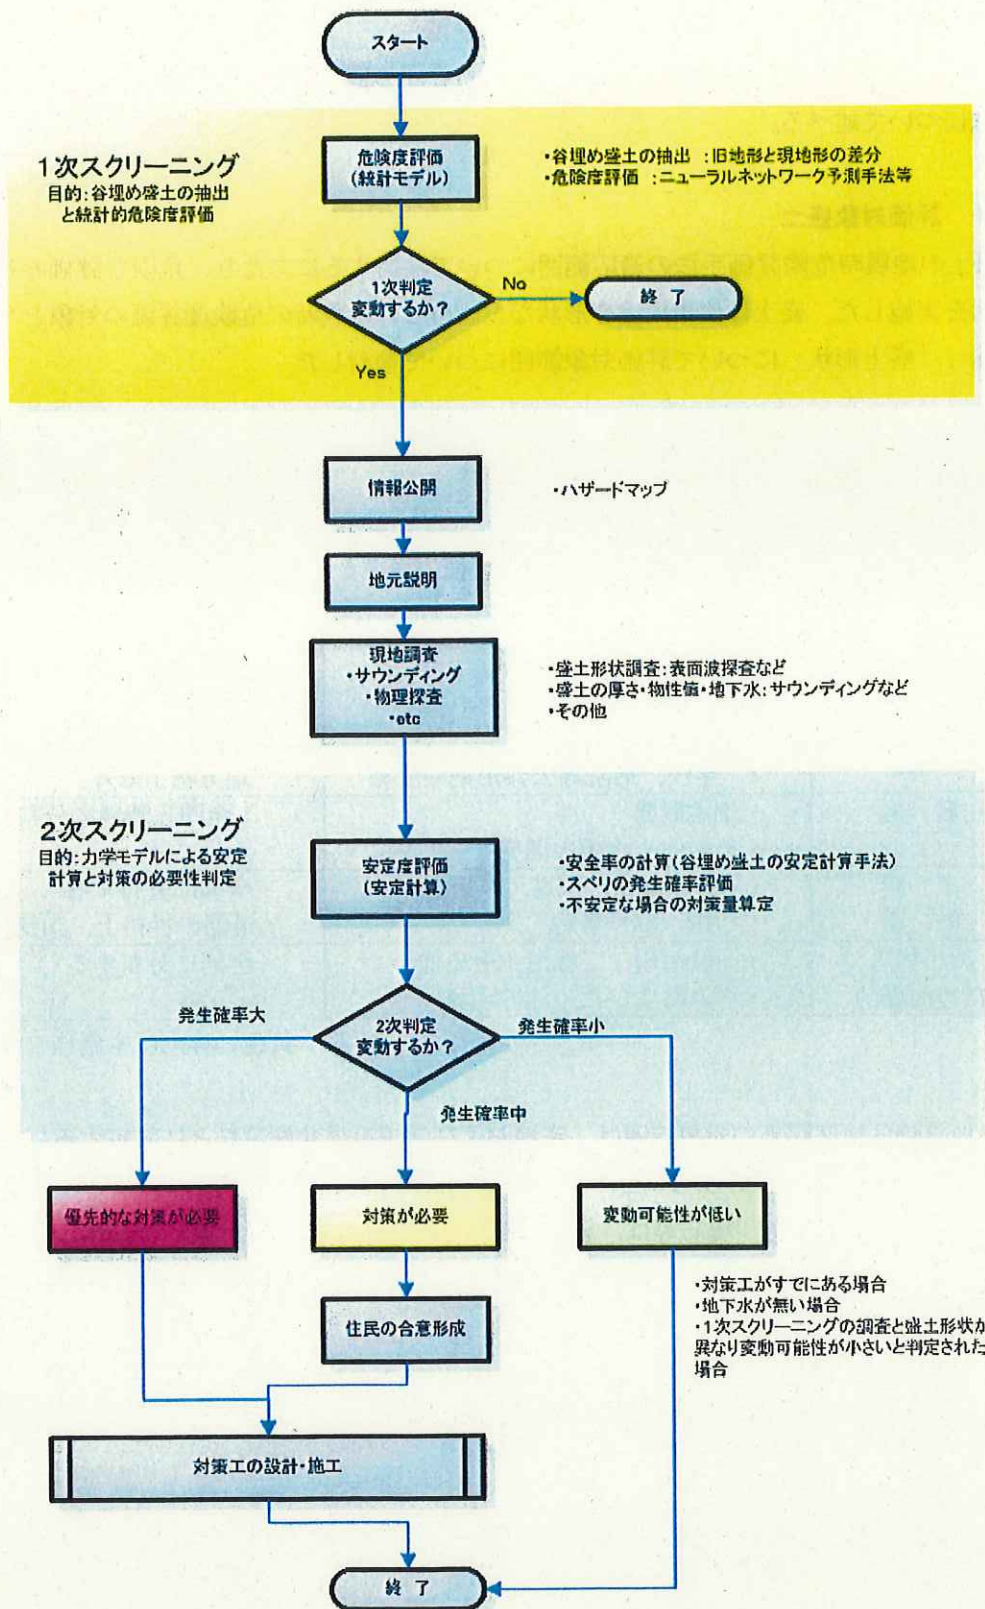 スタート
1次スクリーニング
目的:谷埋め盛土の抽出
と統計的危険度評価
危険度評価
(統計モデル)
・谷埋め盛土の抽出 :旧地形と現地形の差分
・危険度評価 :ニューラルネットワーク予測手法等
1次判定
変動するか?
No
終 了
Yes
情報公開
・ハザードマップ
地元説明
現地調査
・サウンディング
・物理探査
・etc
・盛土形状調査:表面波探査など
・盛土の厚さ・物性値・地下水:サウンディングなど
・その他
2次スクリーニング
目的:力学モデルによる安定
計算と対策の必要性判定
安定度評価
(安定計算)
・安全率の計算(谷埋め盛土の安定計算手法)
・スベリの発生確率評価
・不安定な場合の対策量算定
2次判定
変動するか?
発生確率大
発生確率小
発生確率中
優先的な対策が必要
対策が必要
変動可能性が低い
・対策工がすでにある場合
・地下水が無い場合
・1次スクリーニングの調査と盛土形状が
異なり変動可能性が小さいと判定された
場合
住民の合意形成
対策工の設計・施工
終 了